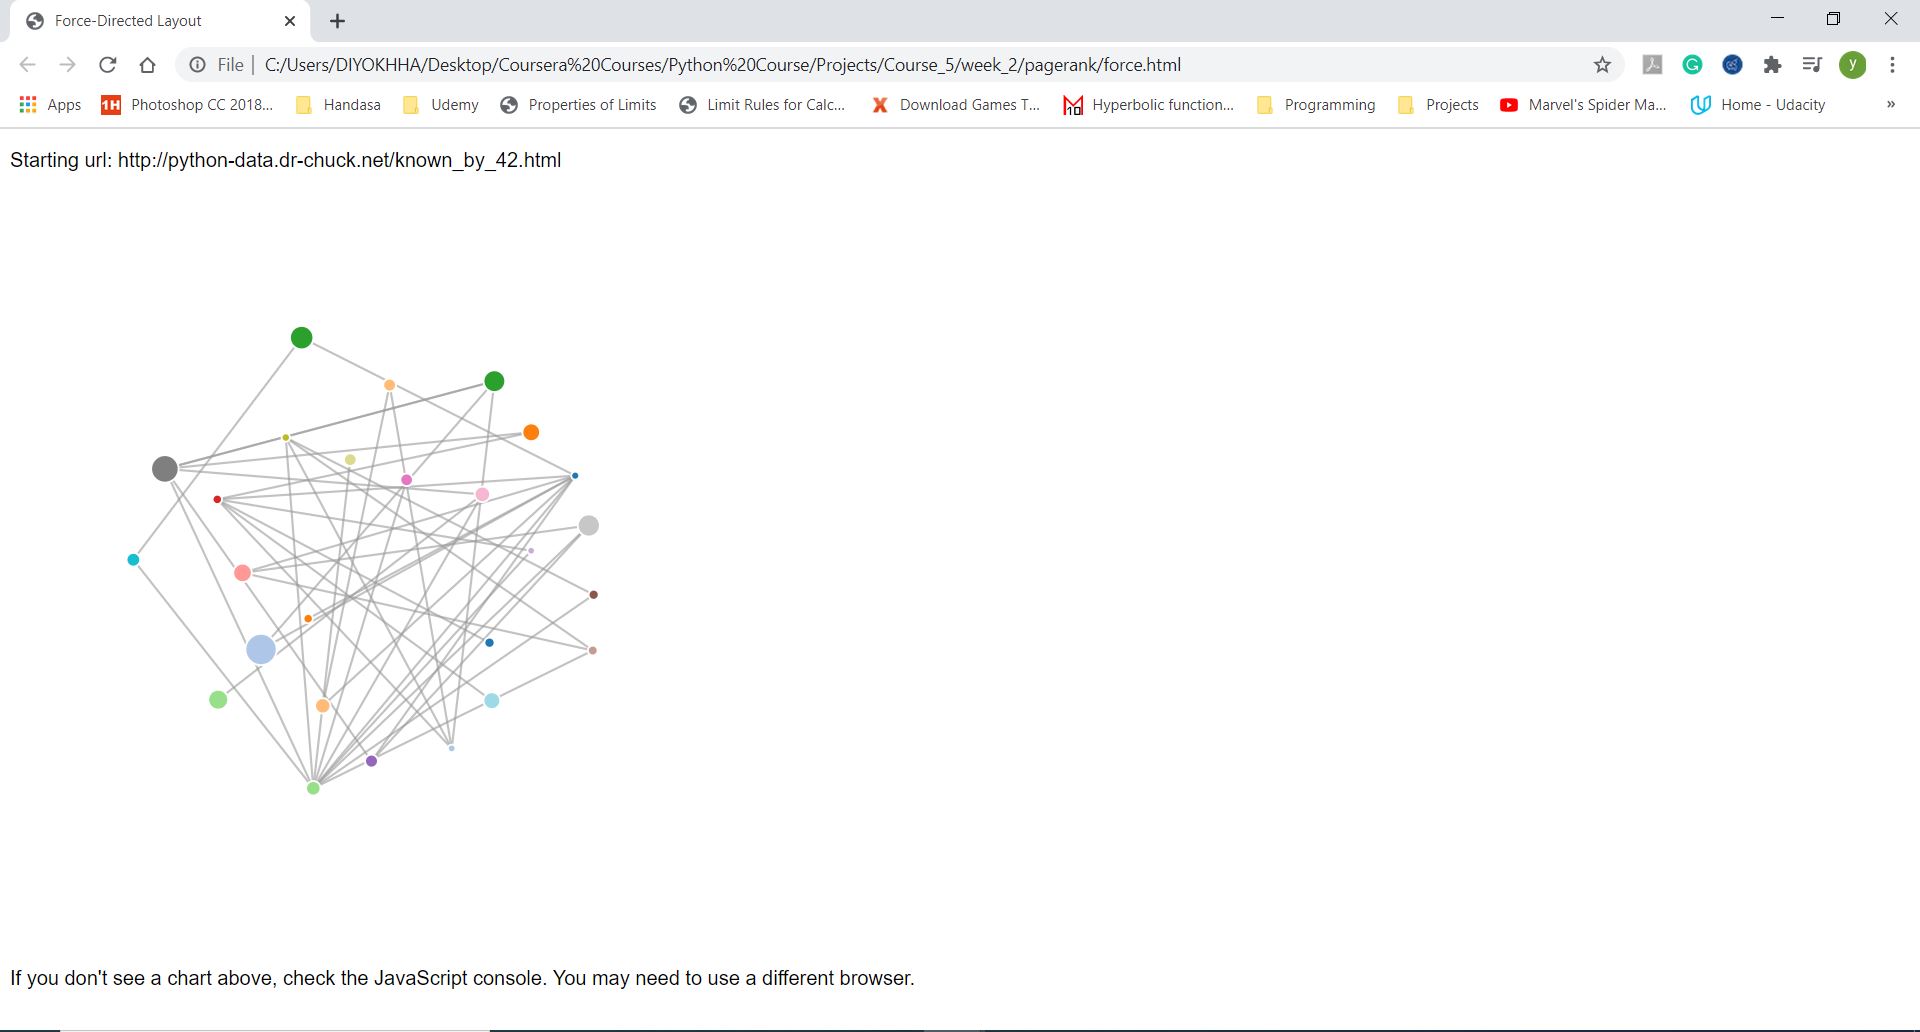 Force-Directed Layout
File | C:/Users/DIYOKHHA/Desktop/Coursera%20Courses/Python%20Course/Projects/Course_5/week_2/pagerank/force.html
y
Apps 1H Photoshop CC 2018... Handasa Udemy Properties of Limits Limit Rules for Calc... X Download Games T... M10 Hyperbolic function... Programming Projects Marvel's Spider Ma... Home - Udacity »
Starting url: http://python-data.dr-chuck.net/known_by_42.html
If you don't see a chart above, check the JavaScript console. You may need to use a different browser.